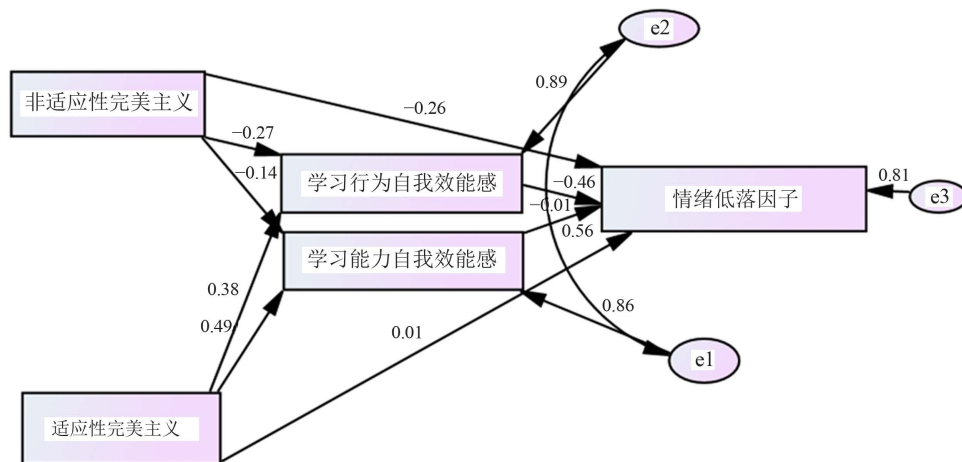 e2
非适应性完美主义
0.89
−0.26
−0.27
−0.14
学习行为自我效能感
−0.46
−0.01
0.81
情绪低落因子
e3
0.56
学习能力自我效能感
0.38
0.49
0.01
0.86
e1
适应性完美主义